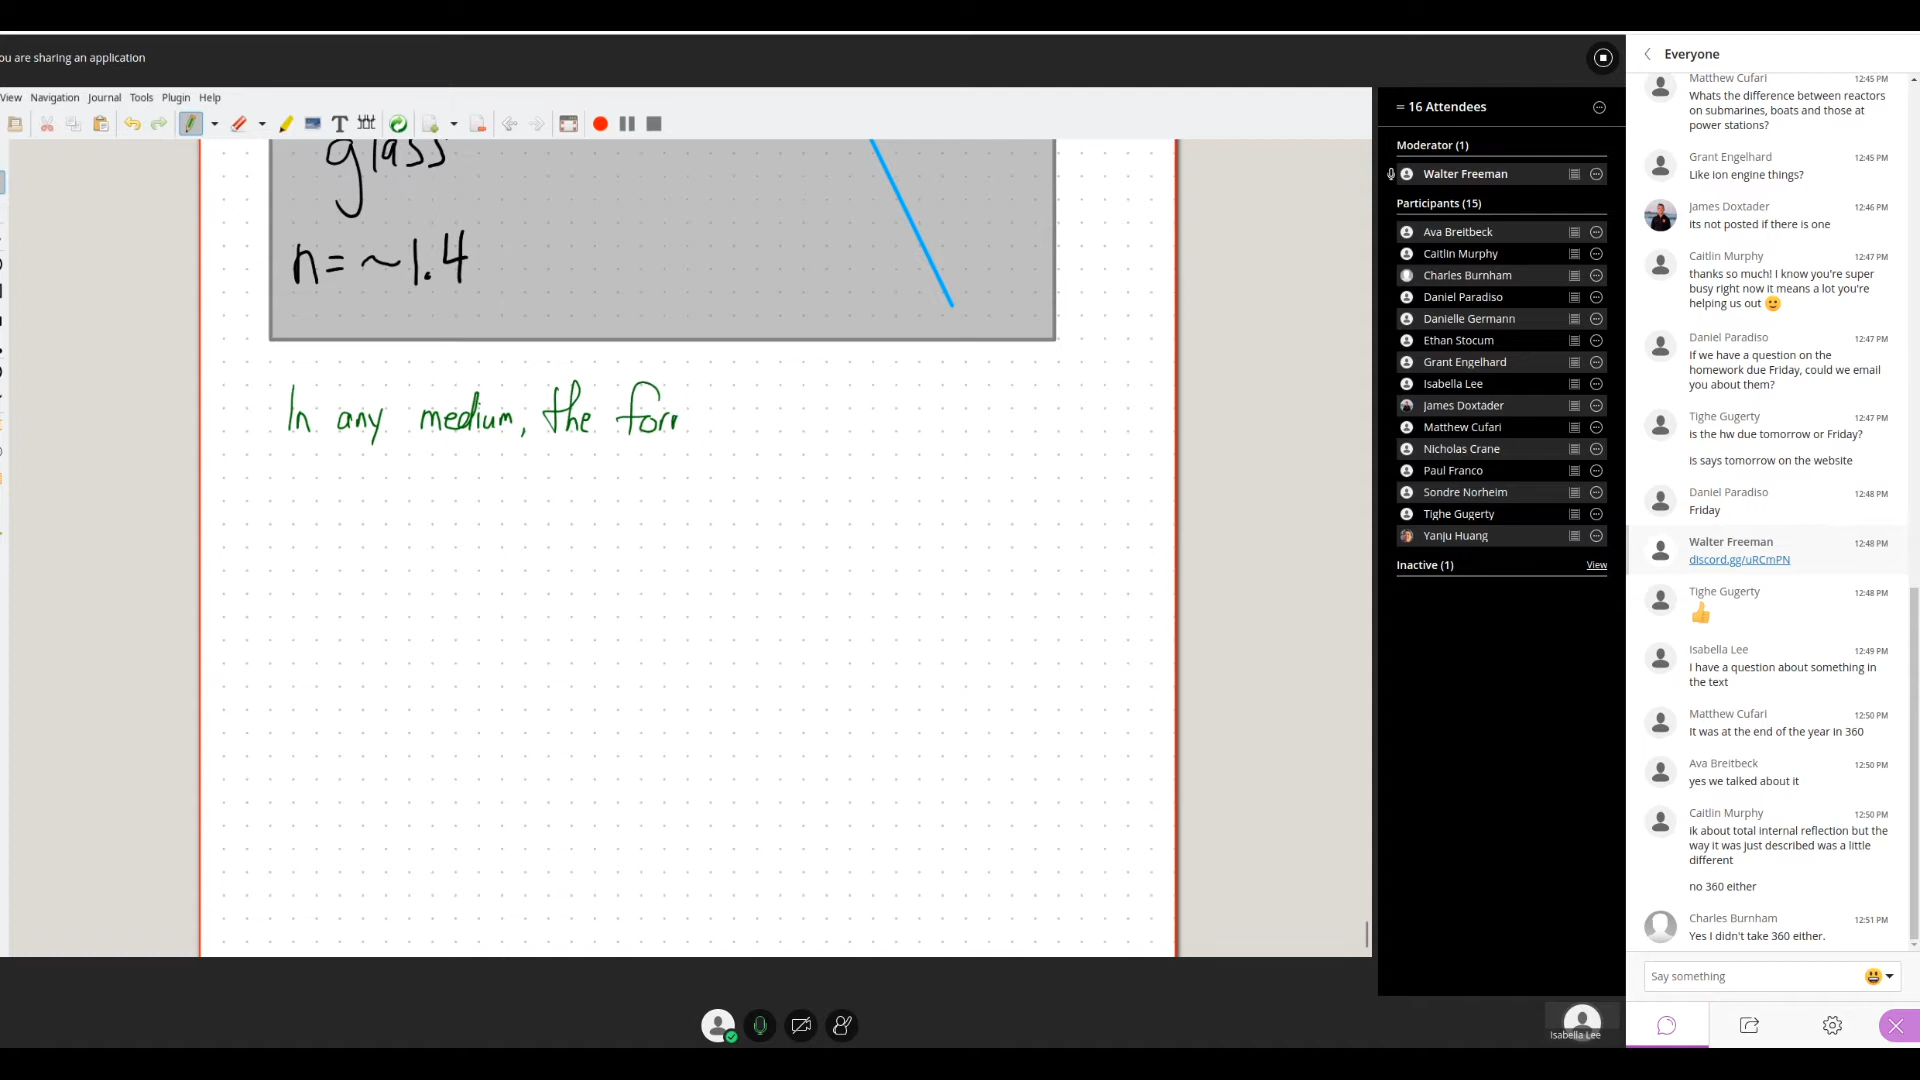 ou are sharing an application
View Navigation Journal Tools Plugin Help
T
glass
n= ~1.4
In any medium, the for
16 Attendees
Moderator (1)
Walter Freeman
Participants (15)
Ava Breitbeck
Caitlin Murphy
Charles Burnham
Daniel Paradiso
Danielle Germann
Ethan Stocum
Grant Engelhard
Isabella Lee
James Doxtader
Matthew Cufari
Nicholas Crane
Paul Franco
Sondre Norheim
Tighe Gugerty
Yanju Huang
Inactive (1) View
Isabella Lee
Everyone
Matthew Cufari 12:45 PM
Whats the difference between reactors
on submarines, boats and those at
power stations?
Grant Engelhard 12:45 PM
Like ion engine things?
James Doxtader 12:46 PM
its not posted if there is one
Caitlin Murphy 12:47 PM
thanks so much! I know you're super
busy right now it means a lot you're
helping us out 🙂
Daniel Paradiso 12:47 PM
If we have a question on the
homework due Friday, could we email
you about them?
Tighe Gugerty 12:47 PM
is the hw due tomorrow or Friday?
is says tomorrow on the website
Daniel Paradiso 12:48 PM
Friday
Walter Freeman 12:48 PM
discord.gg/uRCmPN
Tighe Gugerty 12:48 PM
👍
Isabella Lee 12:49 PM
I have a question about something in
the text
Matthew Cufari 12:50 PM
It was at the end of the year in 360
Ava Breitbeck 12:50 PM
yes we talked about it
Caitlin Murphy 12:50 PM
ik about total internal reflection but the
way it was just described was a little
different
no 360 either
Charles Burnham 12:51 PM
Yes I didn't take 360 either.
Say something